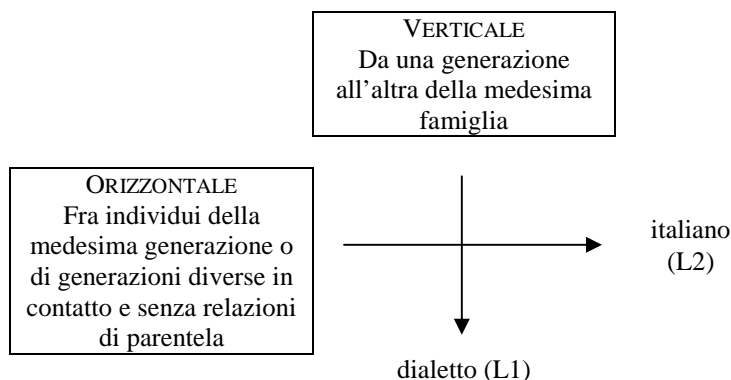 VERTICALE
Da una generazione
all’altra della medesima
famiglia
ORIZZONTALE
Fra individui della
medesima generazione o
di generazioni diverse in
contatto e senza relazioni
di parentela
italiano
(L2)
dialetto (L1)